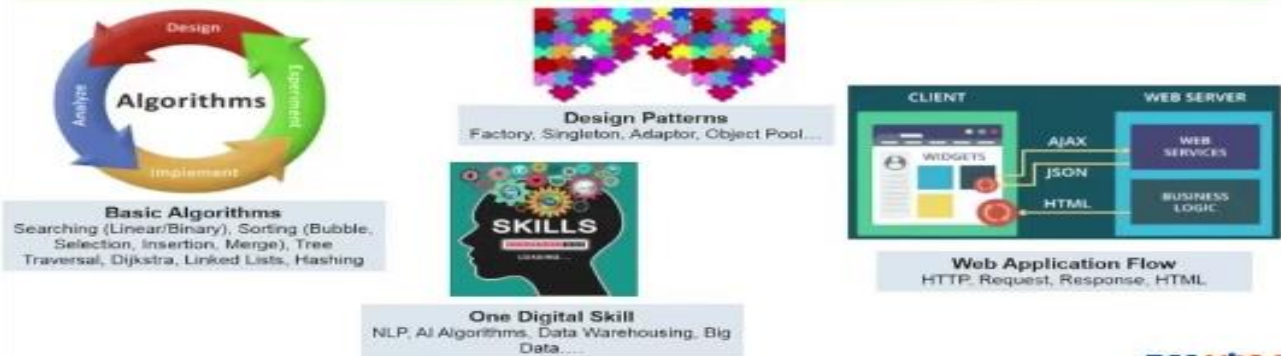 Design
Experiment
Implement
Analyze
Algorithms
Basic Algorithms
Searching (Linear/Binary), Sorting (Bubble,
Selection, Insertion, Merge), Tree
Traversal, Dijkstra, Linked Lists, Hashing
Design Patterns
Factory, Singleton, Adaptor, Object Pool....
SKILLS
LOADING...
One Digital Skill
NLP, AI Algorithms, Data Warehousing, Big
Data....
CLIENT
WEB SERVER
WIDGETS
AJAX
JSON
HTML
WEB
SERVICES
BUSINESS
LOGIC
Web Application Flow
HTTP, Request, Response, HTML